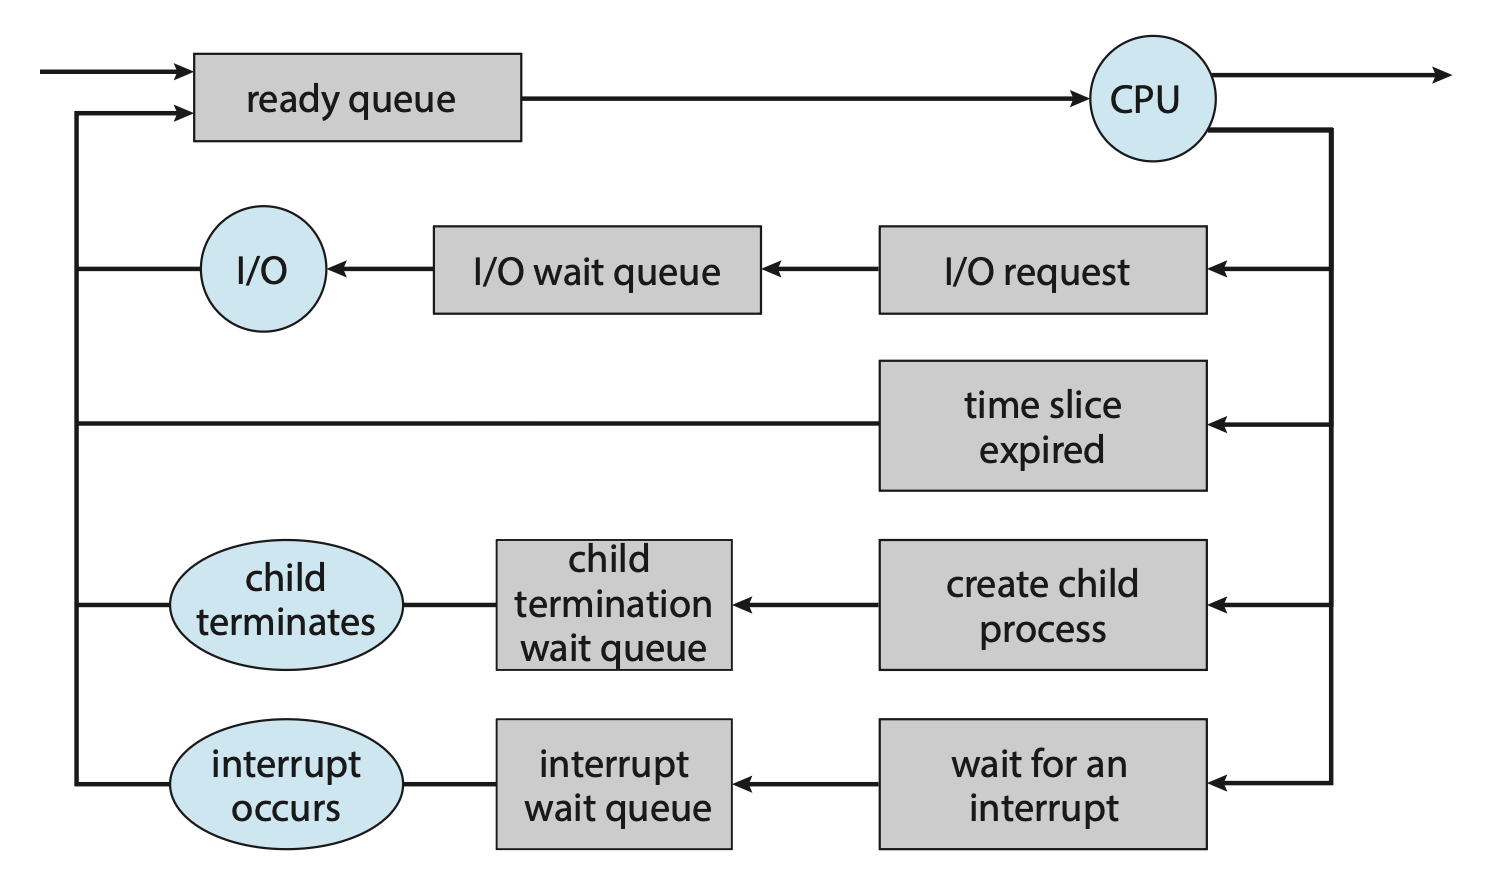 ready queue
CPU
I/O
I/O wait queue
I/O request
time slice
expired
child
terminates
child
termination
wait queue
create child
process
interrupt
occurs
interrupt
wait queue
wait for an
interrupt